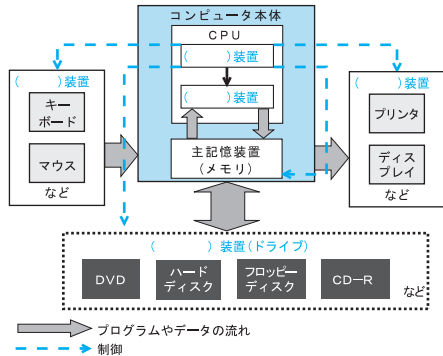 コンピュータ本体
CPU
(　　　)装置
(　　　)装置
(　　　)装置
キー
ボード
マウス
など
主記憶装置
(メモリ)
(　　　)装置
プリンタ
ディス
プレイ
など
(　　　)装置(ドライブ)
DVD
ハード
ディスク
フロッピー
ディスク
CD−R
など
プログラムやデータの流れ
制御